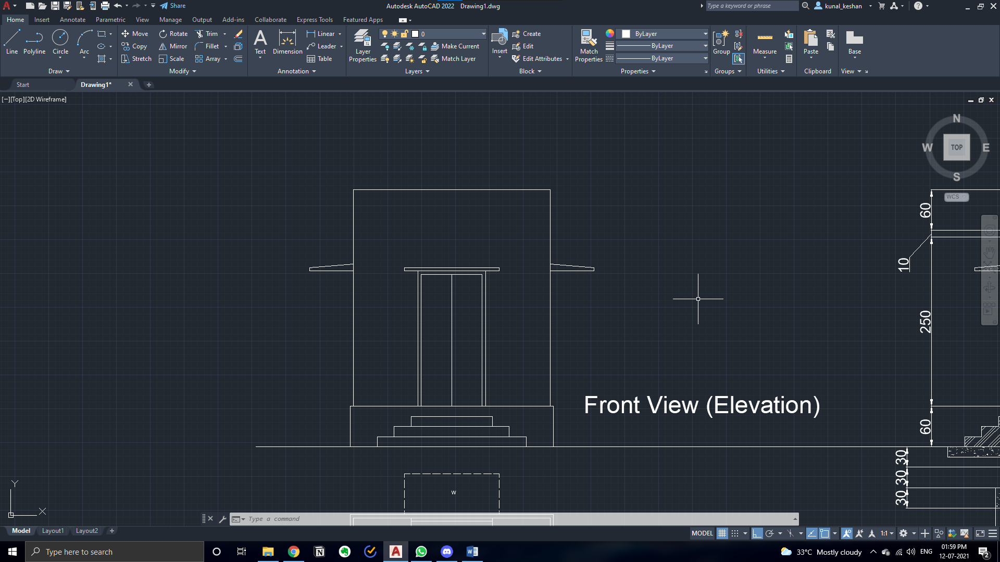 Autodesk AutoCAD 2022 Drawing1.dwg
Share
Type a keyword or phrase
kunal_keshan
Home Insert Annotate Parametric View Manage Output Add-ins Collaborate Express Tools Featured Apps
Line Polyline Circle Arc
Draw
Move Rotate Trim
Copy Mirror Fillet
Stretch Scale Array
Modify
Text Dimension
Linear
Leader
Table
Annotation
Layer Properties
0
Make Current
Match Layer
Layers
Insert
Create
Edit
Edit Attributes
Block
Match Properties
ByLayer
ByLayer
ByLayer
Properties
Group
Groups
Measure
Utilities
Paste
Clipboard
Base
View
Start Drawing1*
[−][Top][2D Wireframe]
N
W TOP E
S
WCS
60
10
250
60
30
30
30
Front View (Elevation)
W
Y
X
Type a command
Model Layout1 Layout2
MODEL
1:1
Type here to search
33°C Mostly cloudy
ENG
01:59 PM
12-07-2021
2